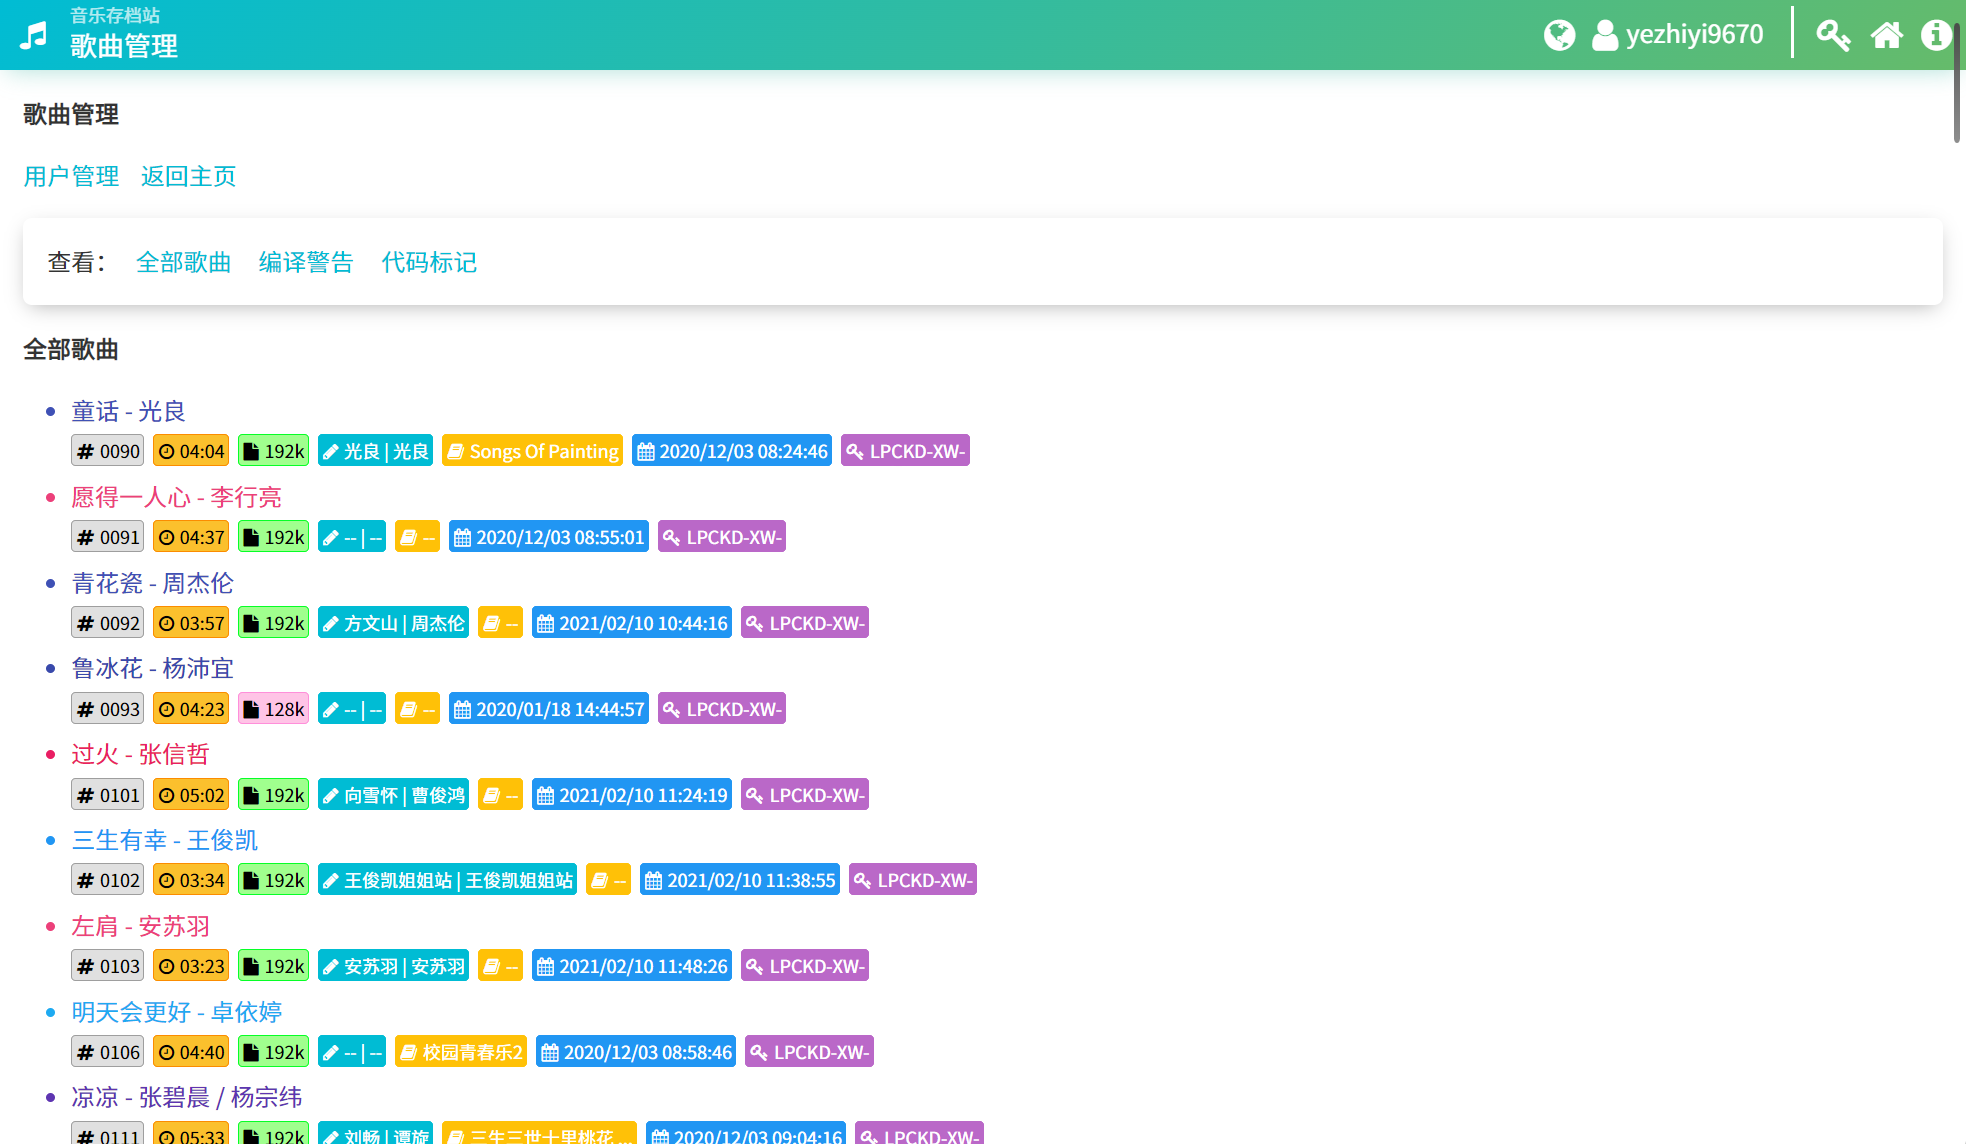 音乐存档站
歌曲管理
yezhiyi9670
歌曲管理
用户管理 返回主页
查看： 全部歌曲 编译警告 代码标记
全部歌曲
童话 - 光良
# 0090 04:04 192k 光良 | 光良 Songs Of Painting 2020/12/03 08:24:46 LPCKD-XW-
愿得一人心 - 李行亮
# 0091 04:37 192k -- | -- -- 2020/12/03 08:55:01 LPCKD-XW-
青花瓷 - 周杰伦
# 0092 03:57 192k 方文山 | 周杰伦 -- 2021/02/10 10:44:16 LPCKD-XW-
鲁冰花 - 杨沛宜
# 0093 04:23 128k -- | -- -- 2020/01/18 14:44:57 LPCKD-XW-
过火 - 张信哲
# 0101 05:02 192k 向雪怀 | 曹俊鸿 -- 2021/02/10 11:24:19 LPCKD-XW-
三生有幸 - 王俊凯
# 0102 03:34 192k 王俊凯姐姐站 | 王俊凯姐姐站 -- 2021/02/10 11:38:55 LPCKD-XW-
左肩 - 安苏羽
# 0103 03:23 192k 安苏羽 | 安苏羽 -- 2021/02/10 11:48:26 LPCKD-XW-
明天会更好 - 卓依婷
# 0106 04:40 192k -- | -- 校园青春乐2 2020/12/03 08:58:46 LPCKD-XW-
凉凉 - 张碧晨 / 杨宗纬
# 0111 05:33 192k 刘畅 | 谭旋 三生三世十里桃花 ... 2020/12/03 09:04:16 LPCKD-XW-